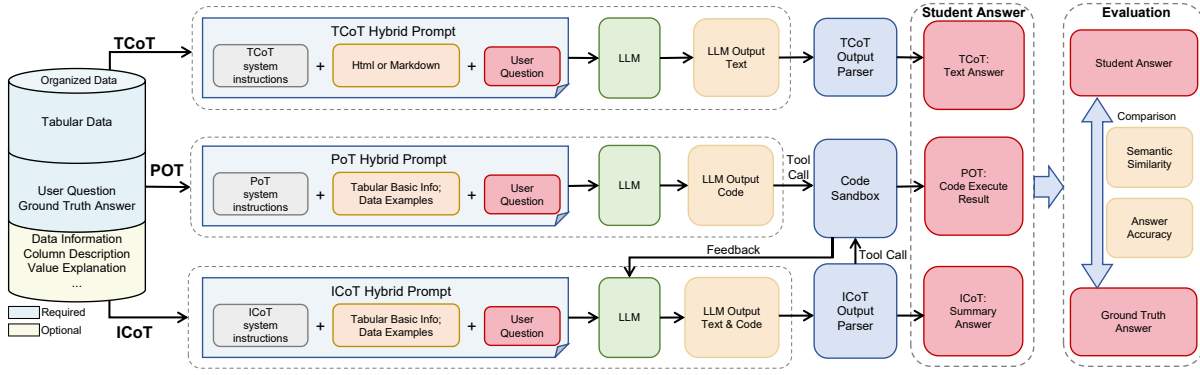 Organized Data
Tabular Data
User Question
Ground Truth Answer
Data Information
Column Description
Value Explanation
...
Required
Optional
TCoT
TCoT Hybrid Prompt
TCoT
system
instructions
+
Html or Markdown
+
User
Question
LLM
LLM Output
Text
TCoT
Output
Parser
POT
PoT Hybrid Prompt
PoT
system
instructions
+
Tabular Basic Info;
Data Examples
+
User
Question
LLM
LLM Output
Code
Tool
Call
Code
Sandbox
Feedback
Tool Call
ICoT
ICoT Hybrid Prompt
ICoT
system
instructions
+
Tabular Basic Info;
Data Examples
+
User
Question
LLM
LLM Output
Text & Code
ICoT
Output
Parser
Student Answer
TCoT:
Text Answer
POT:
Code Execute
Result
ICoT:
Summary
Answer
Evaluation
Student Answer
Comparison
Semantic
Similarity
Answer
Accuracy
Ground Truth
Answer